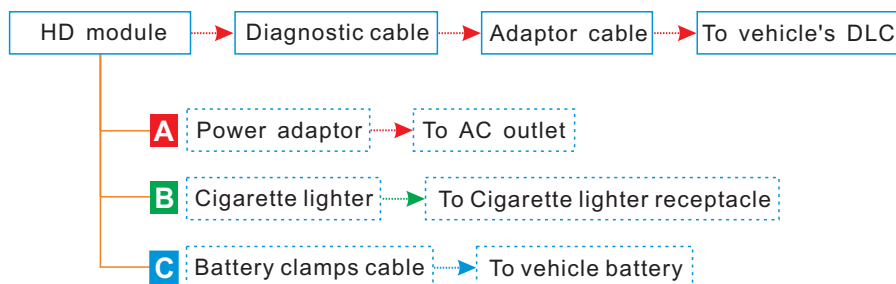 HD module Diagnostic cable Adaptor cable To vehicle's DLC
A Power adaptor To AC outlet
B Cigarette lighter To Cigarette lighter receptacle
C Battery clamps cable To vehicle battery